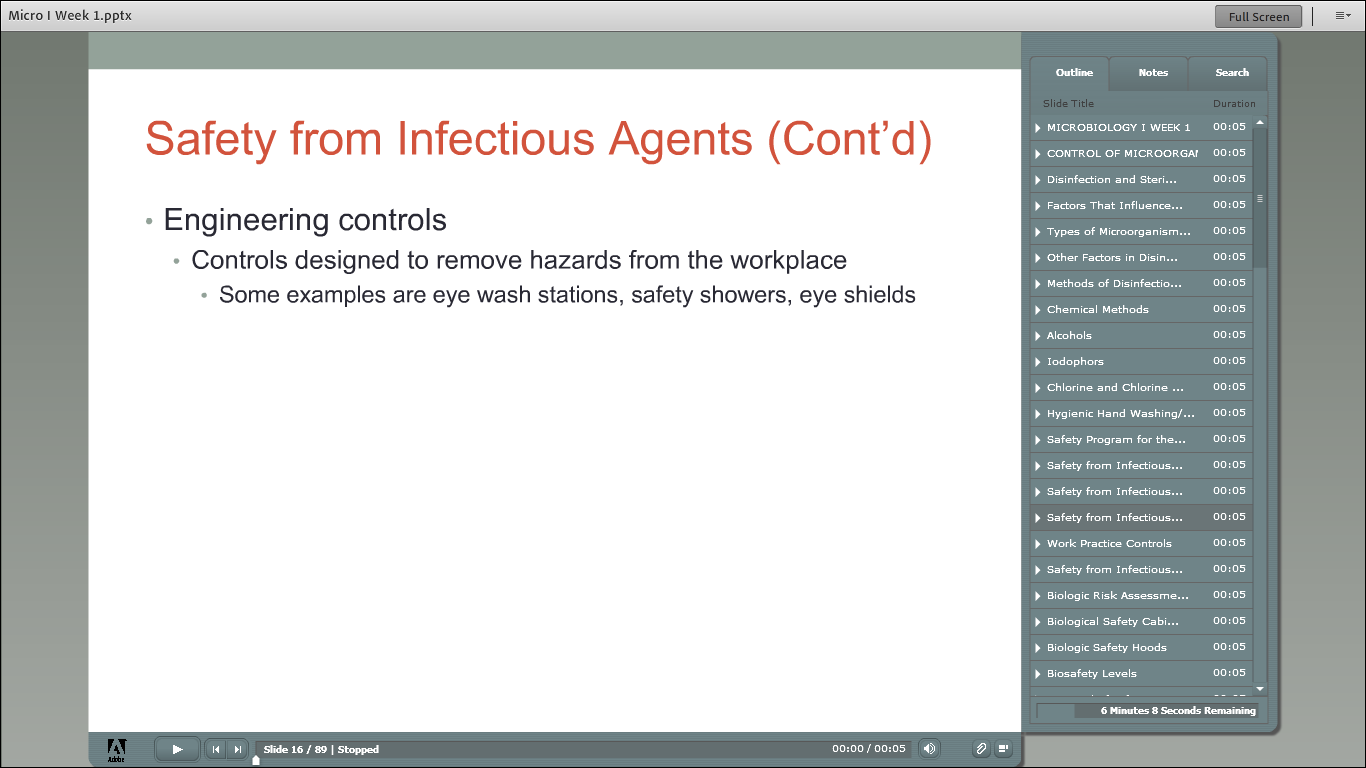 Micro I Week 1.pptx
Full Screen
Safety from Infectious Agents (Cont’d)
• Engineering controls
• Controls designed to remove hazards from the workplace
• Some examples are eye wash stations, safety showers, eye shields
Outline Notes Search
Slide Title Duration
MICROBIOLOGY I WEEK 1 00:05
CONTROL OF MICROORGAN 00:05
Disinfection and Steri... 00:05
Factors That Influence... 00:05
Types of Microorganism... 00:05
Other Factors in Disin... 00:05
Methods of Disinfectio... 00:05
Chemical Methods 00:05
Alcohols 00:05
Iodophors 00:05
Chlorine and Chlorine ... 00:05
Hygienic Hand Washing/... 00:05
Safety Program for the... 00:05
Safety from Infectious... 00:05
Safety from Infectious... 00:05
Safety from Infectious... 00:05
Work Practice Controls 00:05
Safety from Infectious... 00:05
Biologic Risk Assessme... 00:05
Biological Safety Cabi... 00:05
Biologic Safety Hoods 00:05
Biosafety Levels 00:05
6 Minutes 8 Seconds Remaining
Adobe
Slide 16 / 89 | Stopped 00:00 / 00:05